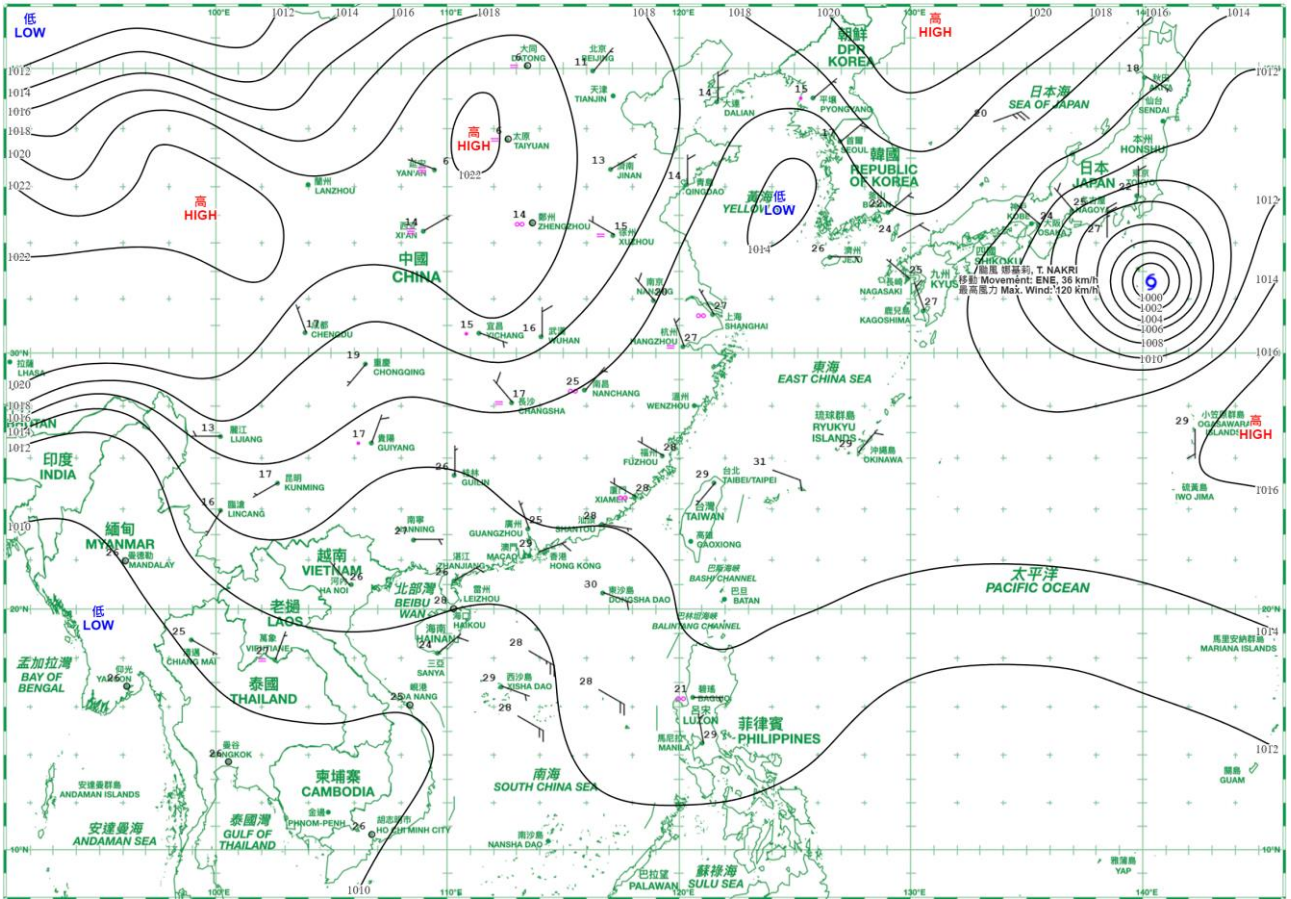 低
LOW
100°E
1012
1014
1016
110°E
1018
1018
120°E
1018
1020
130°E
高
HIGH
1020
1018
1016
1014
朝鮮
DPR
KOREA
大同
DATONG
6
北京
BEIJING
11
天津
TIANJIN
14
大連
DALIAN
15
平壤
PYONGYANG
日本海
SEA OF JAPAN
20
18
秋田
AKITA
仙台
SENDAI
本州
HONSHU
1012
1014
1016
1018
1020
1022
1022
高
HIGH
1022
6
太原
TAIYUAN
蘭州
LANZHOU
6
YAN'AN
13
濟南
JINAN
14
青島
QINGDAO
17
首爾
SEOUL
韓國
REPUBLIC
OF KOREA
日本
JAPAN
東京
TOKYO
22
高
HIGH
14
XI'AN
14
鄭州
ZHENGZHOU
15
徐州
XUZHOU
黃海
低
LOW
1014
22
24
26
濟州
JEJU
KOBE
24
大阪
OSAKA
25
NAGOYA
27
1012
中國
CHINA
四國
SHIKOKU
颱風 娜基莉, T. NAKRI
移動 Movement: ENE, 36 km/h
最高風力 Max. Wind: 120 km/h
1000
1002
1004
1006
1008
1010
1014
南京
長崎
NAGASAKI
25
九州
鹿兒島
KAGOSHIMA
27
17
成都
CHENGDU
15
宜昌
YICHANG
16
武漢
WUHAN
27
上海
SHANGHAI
杭州
HANGZHOU
27
30°N
1016
拉薩
LHASA
19
重慶
CHONGQING
25
南昌
NANCHANG
17
長沙
CHANGSHA
溫州
WENZHOU
東海
EAST CHINA SEA
琉球群島
RYUKYU
ISLANDS
29
沖繩島
OKINAWA
29
小笠原群島
OGASAWARA
ISLANDS
高
HIGH
1020
1018
1016
1014
1012
13
麗江
LIJIANG
17
貴陽
GUIYANG
28
福州
FUZHOU
印度
INDIA
17
昆明
KUNMING
26
桂林
GUILIN
28
廈門
XIAMEN
29
台北
TAIBEI/TAIPEI
31
硫黃島
IWO JIMA
1016
16
臨滄
LINCANG
1010
緬甸
MYANMAR
曼德勒
MANDALAY
27
南寧
NANNING
25
廣州
GUANGZHOU
28
汕頭
SHANTOU
台灣
TAIWAN
高雄
GAOXIONG
越南
VIETNAM
河內
HA NOI
26
湛江
ZHANJIANG
澳門
MACAO
29
香港
HONG KONG
巴斯海峽
BASHI CHANNEL
巴旦
BATAN
太平洋
PACIFIC OCEAN
低
LOW
老撾
LAOS
北部灣
BEIBU
WAN
28
雷州
LEIZHOU
海口
HAIKOU
30
東沙島
DONGSHA DAO
巴林坦海峽
BALINTANG CHANNEL
20°N
1014
25
清邁
CHIANG MAI
萬象
VIENTIANE
海南
HAINAN
24
三亞
SANYA
28
馬里安納群島
MARIANA ISLANDS
孟加拉灣
BAY OF
BENGAL
仰光
26
泰國
THAILAND
峴港
DA NANG
25
29
西沙島
XISHA DAO
28
28
21
碧瑤
BAGUIO
呂宋
LUZON
馬尼拉
MANILA
29
菲律賓
PHILIPPINES
1012
26
曼谷
BANGKOK
柬埔寨
CAMBODIA
南海
SOUTH CHINA SEA
關島
GUAM
安達曼群島
ANDAMAN ISLANDS
安達曼海
ANDAMAN SEA
泰國灣
GULF OF
THAILAND
金邊
PHNOM-PENH
26
胡志明市
HO CHI MINH CITY
南沙島
NANSHA DAO
10°N
1010
100°E
110°E
120°E
巴拉望
PALAWAN
蘇祿海
SULU SEA
130°E
雅蒲島
YAP
140°E